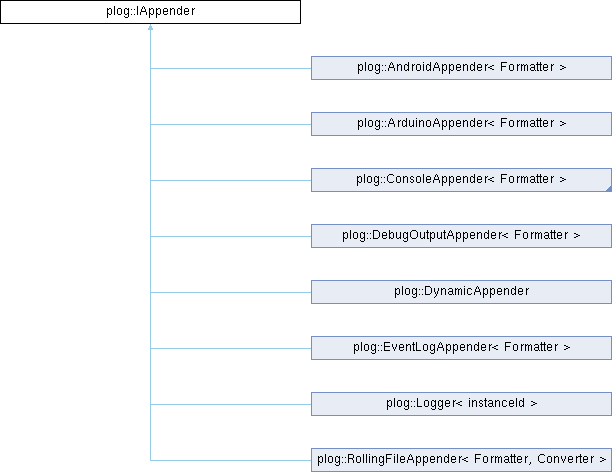 plog::IAppender
plog::AndroidAppender< Formatter >
plog::ArduinoAppender< Formatter >
plog::ConsoleAppender< Formatter >
plog::DebugOutputAppender< Formatter >
plog::DynamicAppender
plog::EventLogAppender< Formatter >
plog::Logger< instanceId >
plog::RollingFileAppender< Formatter, Converter >